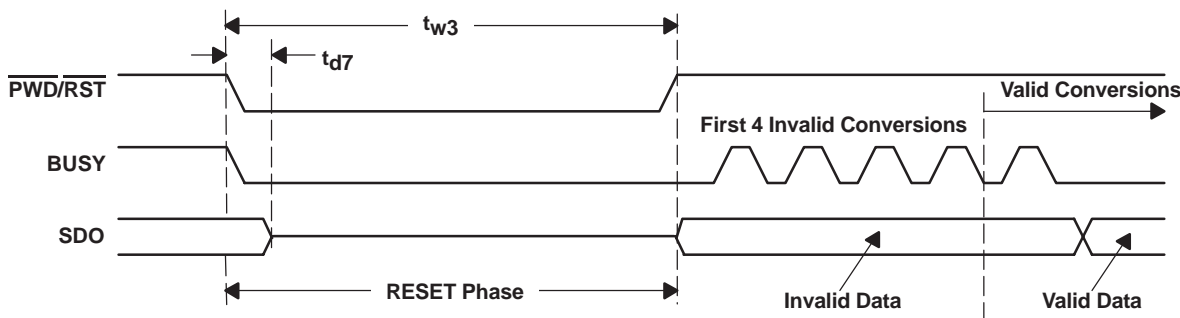 tw3
td7
PWD/RST
Valid Conversions
First 4 Invalid Conversions
BUSY
SDO
RESET Phase
Invalid Data
Valid Data